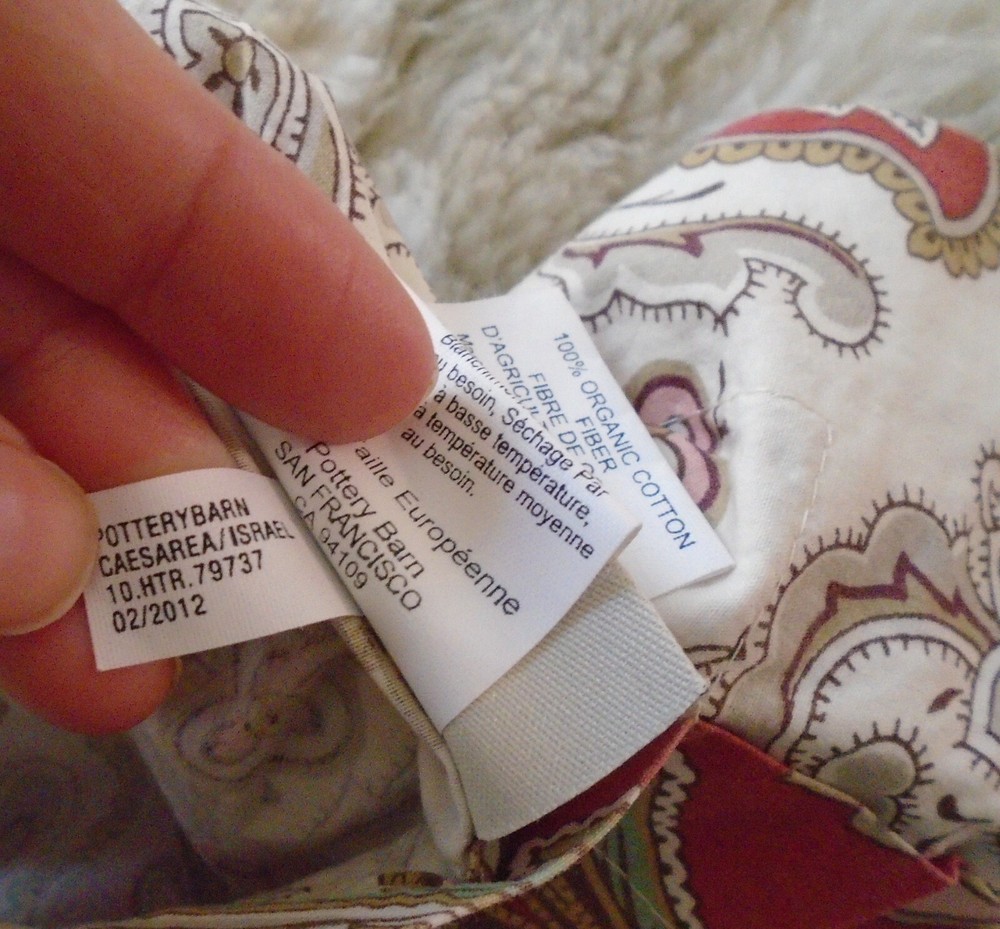 POTTERYBARN
CAESAREA/ISRAEL
10.HTR.79737
02/2012
au besoin, Séchage Par
à basse température,
à température moyenne
au besoin.
aille Européenne
Pottery Barn
SAN FRANCISCO
CA 94109
100% ORGANIC COTTON
FIBER
FIBRE DE